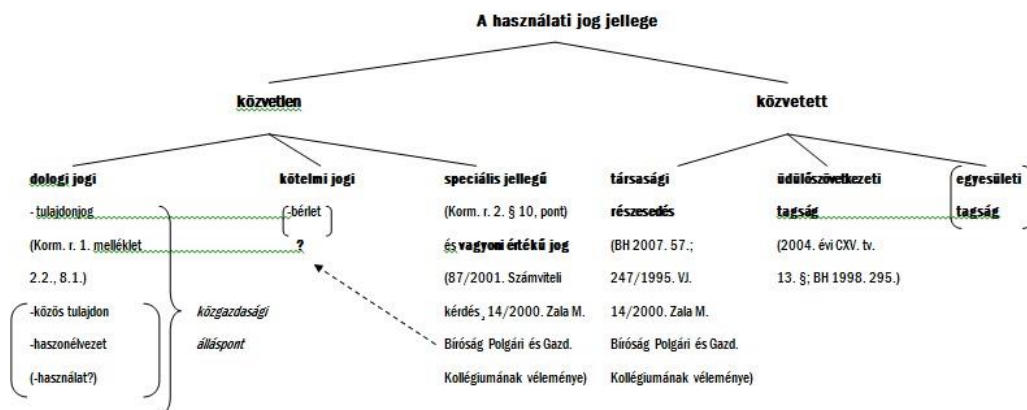 A használati jog jellege
közvetlen
közvetett
dologi jogi
- tulajdonjog
(Korm. r. 1. melléklet
2.2., 8.1.)
-közös tulajdon
-haszonélvezet
(-használat?)
közgazdasági
álláspont
kötelmi jogi
-bérlet
?
speciális jellegű
(Korm. r. 2. § 10, pont)
és vagyoni értékű jog
(87/2001. Számviteli
kérdés¸ 14/2000. Zala M.
Bíróság Polgári és Gazd.
Kollégiumának véleménye)
társasági
részesedés
(BH 2007. 57.;
247/1995. VJ.
14/2000. Zala M.
Bíróság Polgári és Gazd.
Kollégiumának véleménye)
üdülőszövetkezeti
tagság
(2004. évi CXV. tv.
13. §; BH 1998. 295.)
egyesületi
tagság